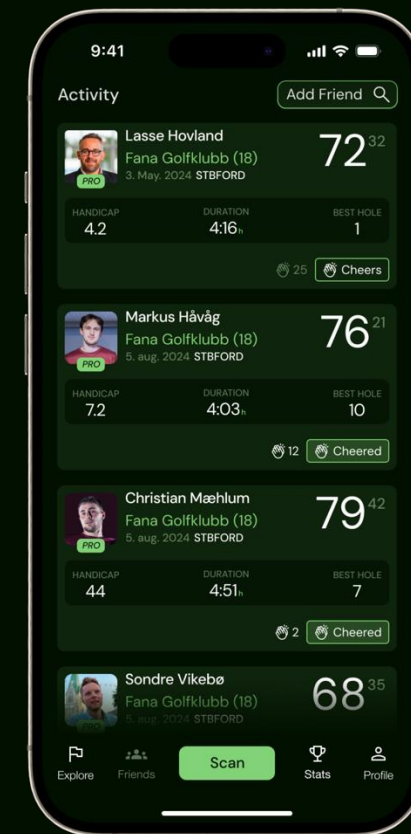 9:41
Activity
Add Friend
Lasse Hovland
Fana Golfklubb (18)
3. May. 2024 STBFORD
72 32
PRO
HANDICAP DURATION BEST HOLE
4.2 4:16h 1
25 Cheers
Markus Håvåg
Fana Golfklubb (18)
5. aug. 2024 STBFORD
76 21
PRO
HANDICAP DURATION BEST HOLE
7.2 4:03h 10
12 Cheered
Christian Mæhlum
Fana Golfklubb (18)
5. aug. 2024 STBFORD
79 42
PRO
HANDICAP DURATION BEST HOLE
44 4:51h 7
2 Cheered
Sondre Vikebø
Fana Golfklubb (18)
5. aug. 2024 STBFORD
68 35
PRO
Explore Friends Scan Stats Profile